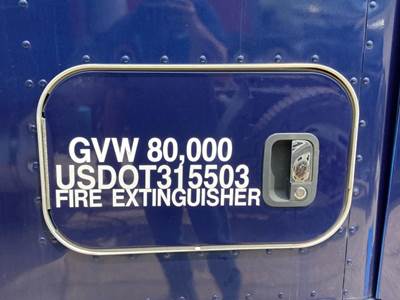 GVW 80,000
USDOT315503
FIRE EXTINGUISHER